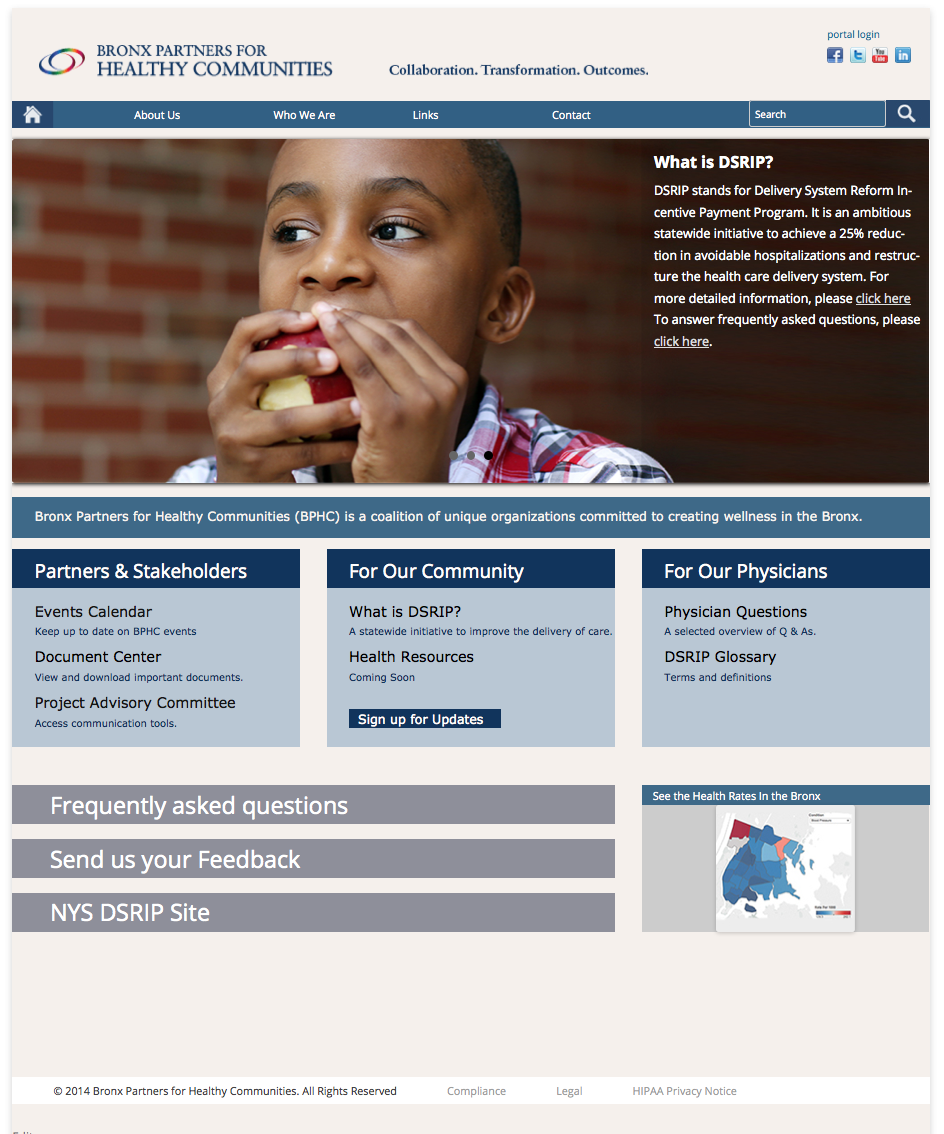 portal login
BRONX PARTNERS FOR
HEALTHY COMMUNITIES
Collaboration. Transformation. Outcomes.
About Us
Who We Are
Links
Contact
Search
What is DSRIP?
DSRIP stands for Delivery System Reform In-
centive Payment Program. It is an ambitious
statewide initiative to achieve a 25% reduc-
tion in avoidable hospitalizations and restruc-
ture the health care delivery system. For
more detailed information, please click here
To answer frequently asked questions, please
click here.
Bronx Partners for Healthy Communities (BPHC) is a coalition of unique organizations committed to creating wellness in the Bronx.
Partners & Stakeholders
Events Calendar
Keep up to date on BPHC events
Document Center
View and download important documents.
Project Advisory Committee
Access communication tools.
For Our Community
What is DSRIP?
A statewide initiative to improve the delivery of care.
Health Resources
Coming Soon
Sign up for Updates
For Our Physicians
Physician Questions
A selected overview of Q & As.
DSRIP Glossary
Terms and definitions
Frequently asked questions
Send us your Feedback
NYS DSRIP Site
See the Health Rates In the Bronx
© 2014 Bronx Partners for Healthy Communities. All Rights Reserved
Compliance
Legal
HIPAA Privacy Notice